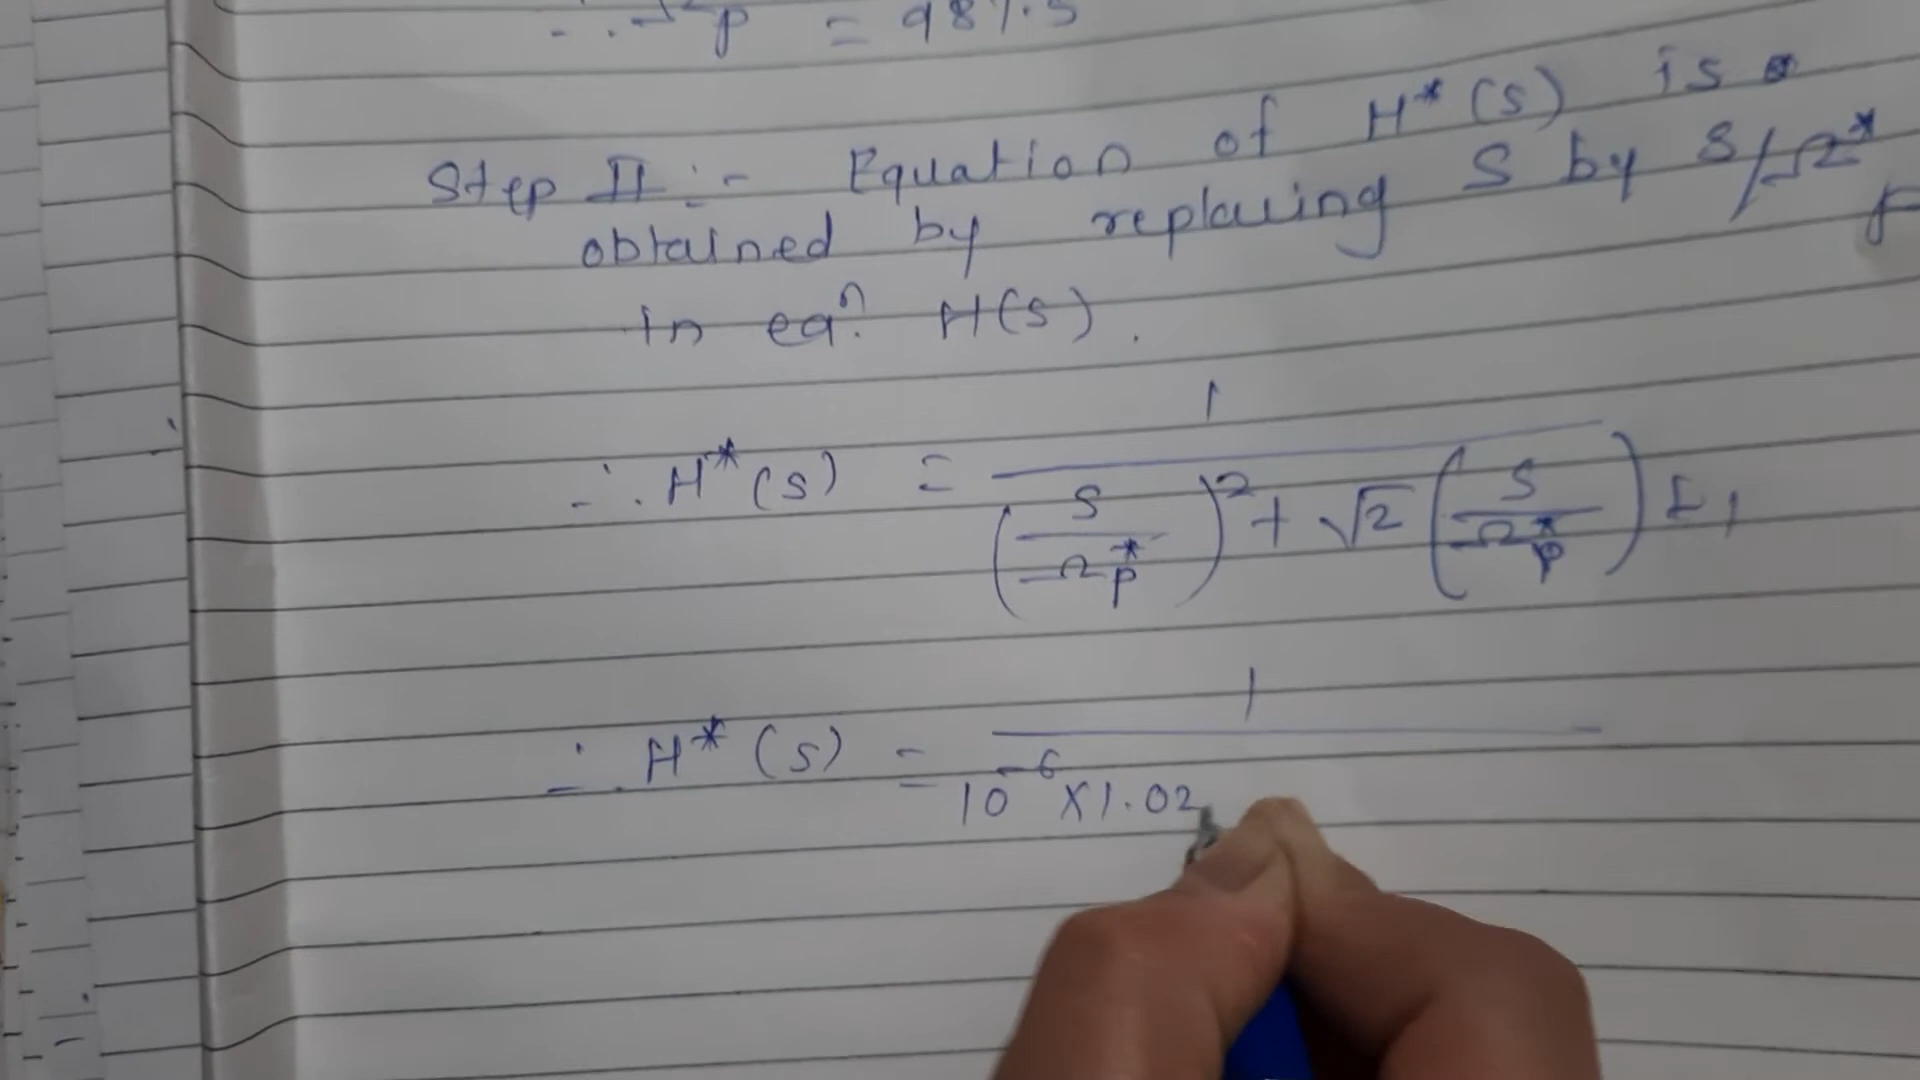 ∴ Ω*p = 987.5
Step II :- Equation of H*(s) is
obtained by replacing S by S/Ω*p
in eqn H(s).
1
∴ H*(s) = (S/Ω*p)² + √2 (S/Ω*p) + 1
1
∴ H*(s) = 10⁻⁶ × 1.02